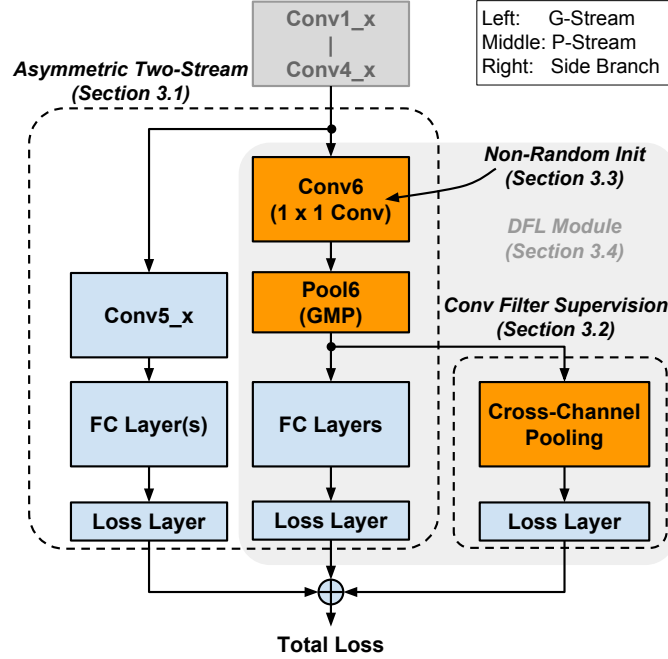 Conv1_x
|
Conv4_x
Left: G-Stream
Middle: P-Stream
Right: Side Branch
Asymmetric Two-Stream
(Section 3.1)
Conv6
(1 x 1 Conv)
Non-Random Init
(Section 3.3)
DFL Module
(Section 3.4)
Conv5_x
Pool6
(GMP)
Conv Filter Supervision
(Section 3.2)
FC Layer(s)
FC Layers
Cross-Channel
Pooling
Loss Layer
Loss Layer
Loss Layer
Total Loss